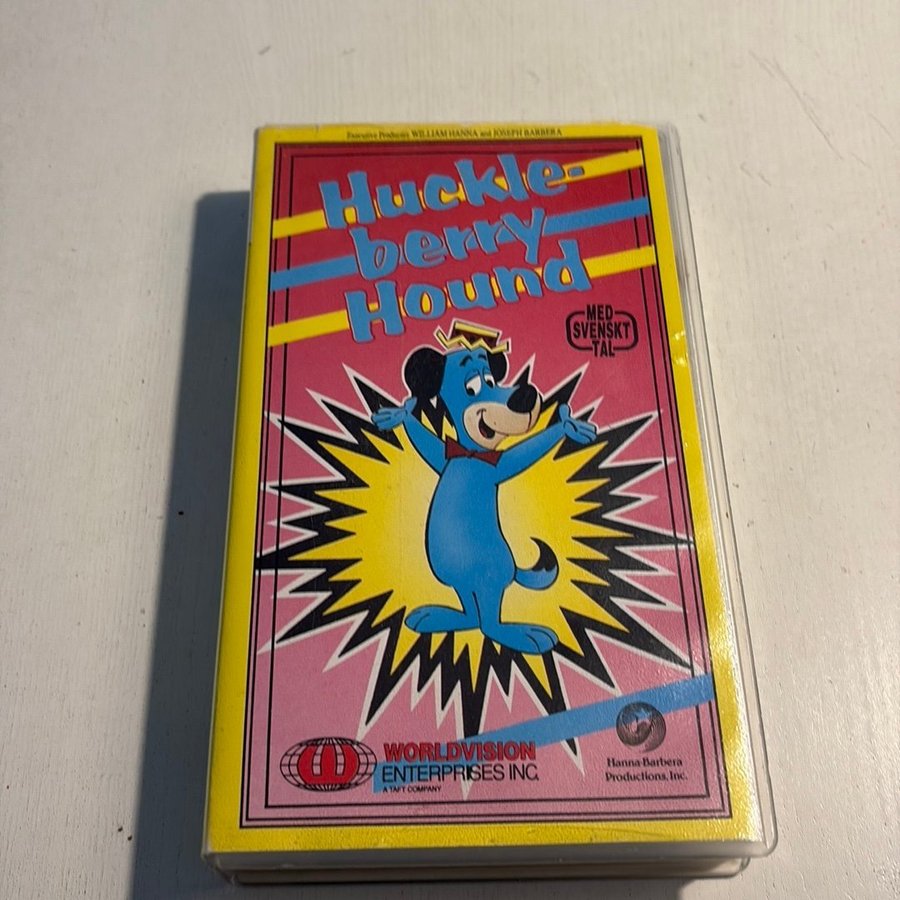 Executive Producers WILLIAM HANNA and JOSEPH BARBERA
Huckle-
berry
Hound
MED
SVENSKT
TAL
WORLDVISION
ENTERPRISES INC.
A TAFT COMPANY
Hanna-Barbera
Productions, Inc.